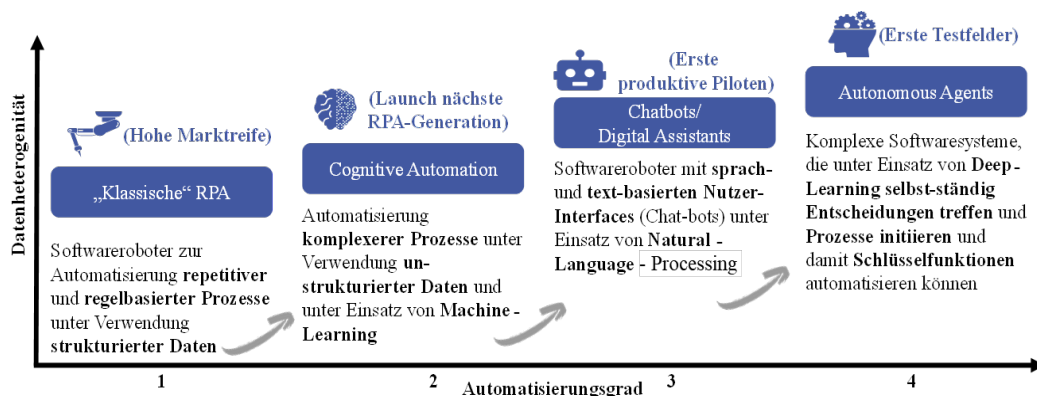 Datenheterogenität
(Hohe Marktreife)
„Klassische“ RPA
Softwareroboter zur
Automatisierung repetitiver
und regelbasierter Prozesse
unter Verwendung
strukturierter Daten
(Launch nächste
RPA-Generation)
Cognitive Automation
Automatisierung
komplexerer Prozesse unter
Verwendung un-
strukturierter Daten und
unter Einsatz von Machine -
Learning
(Erste
produktive Piloten)
Chatbots/
Digital Assistants
Softwareroboter mit sprach-
und text-basierten Nutzer-
Interfaces (Chat-bots) unter
Einsatz von Natural -
Language - Processing
(Erste Testfelder)
Autonomous Agents
Komplexe Softwaresysteme,
die unter Einsatz von Deep-
Learning selbst-ständig
Entscheidungen treffen und
Prozesse initiieren und
damit Schlüsselfunktionen
automatisieren können
1
2
3
4
Automatisierungsgrad